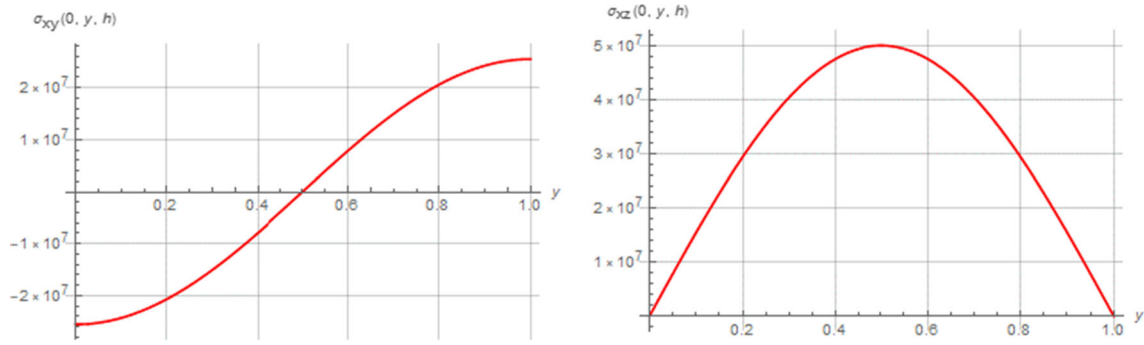 σxy(0, y, h)
2 × 10^7
1 × 10^7
−1 × 10^7
−2 × 10^7
0.2 0.4 0.6 0.8 1.0 y
σxz(0, y, h)
5 × 10^7
4 × 10^7
3 × 10^7
2 × 10^7
1 × 10^7
0.2 0.4 0.6 0.8 1.0 y